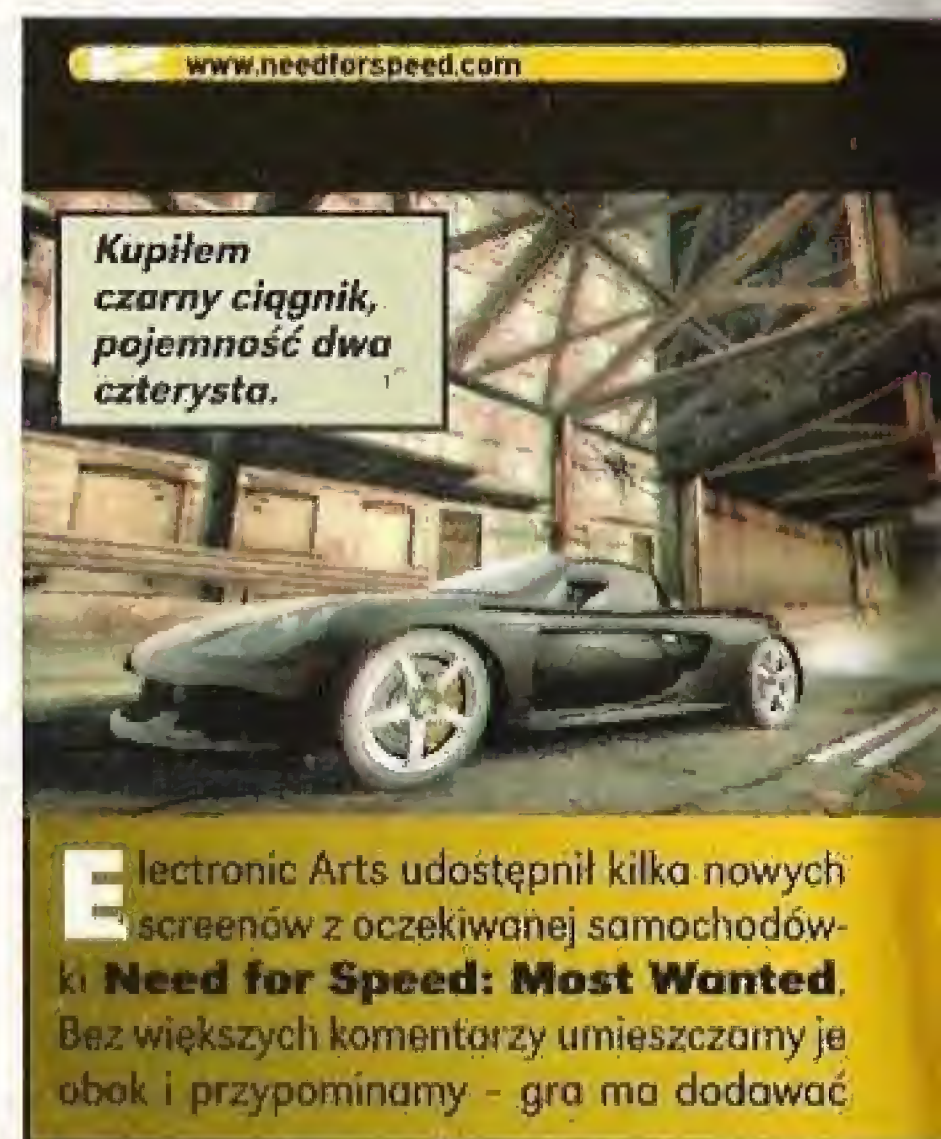 www.needforspeed.com
Kupiłem
czarny ciągnik,
pojemność dwa
czterysta.
Electronic Arts udostępnił kilka nowych
screenów z oczekiwanej samochodów-
ki Need for Speed: Most Wanted.
Bez większych komentarzy umieszczamy je
obok i przypominamy - gra ma dodawać